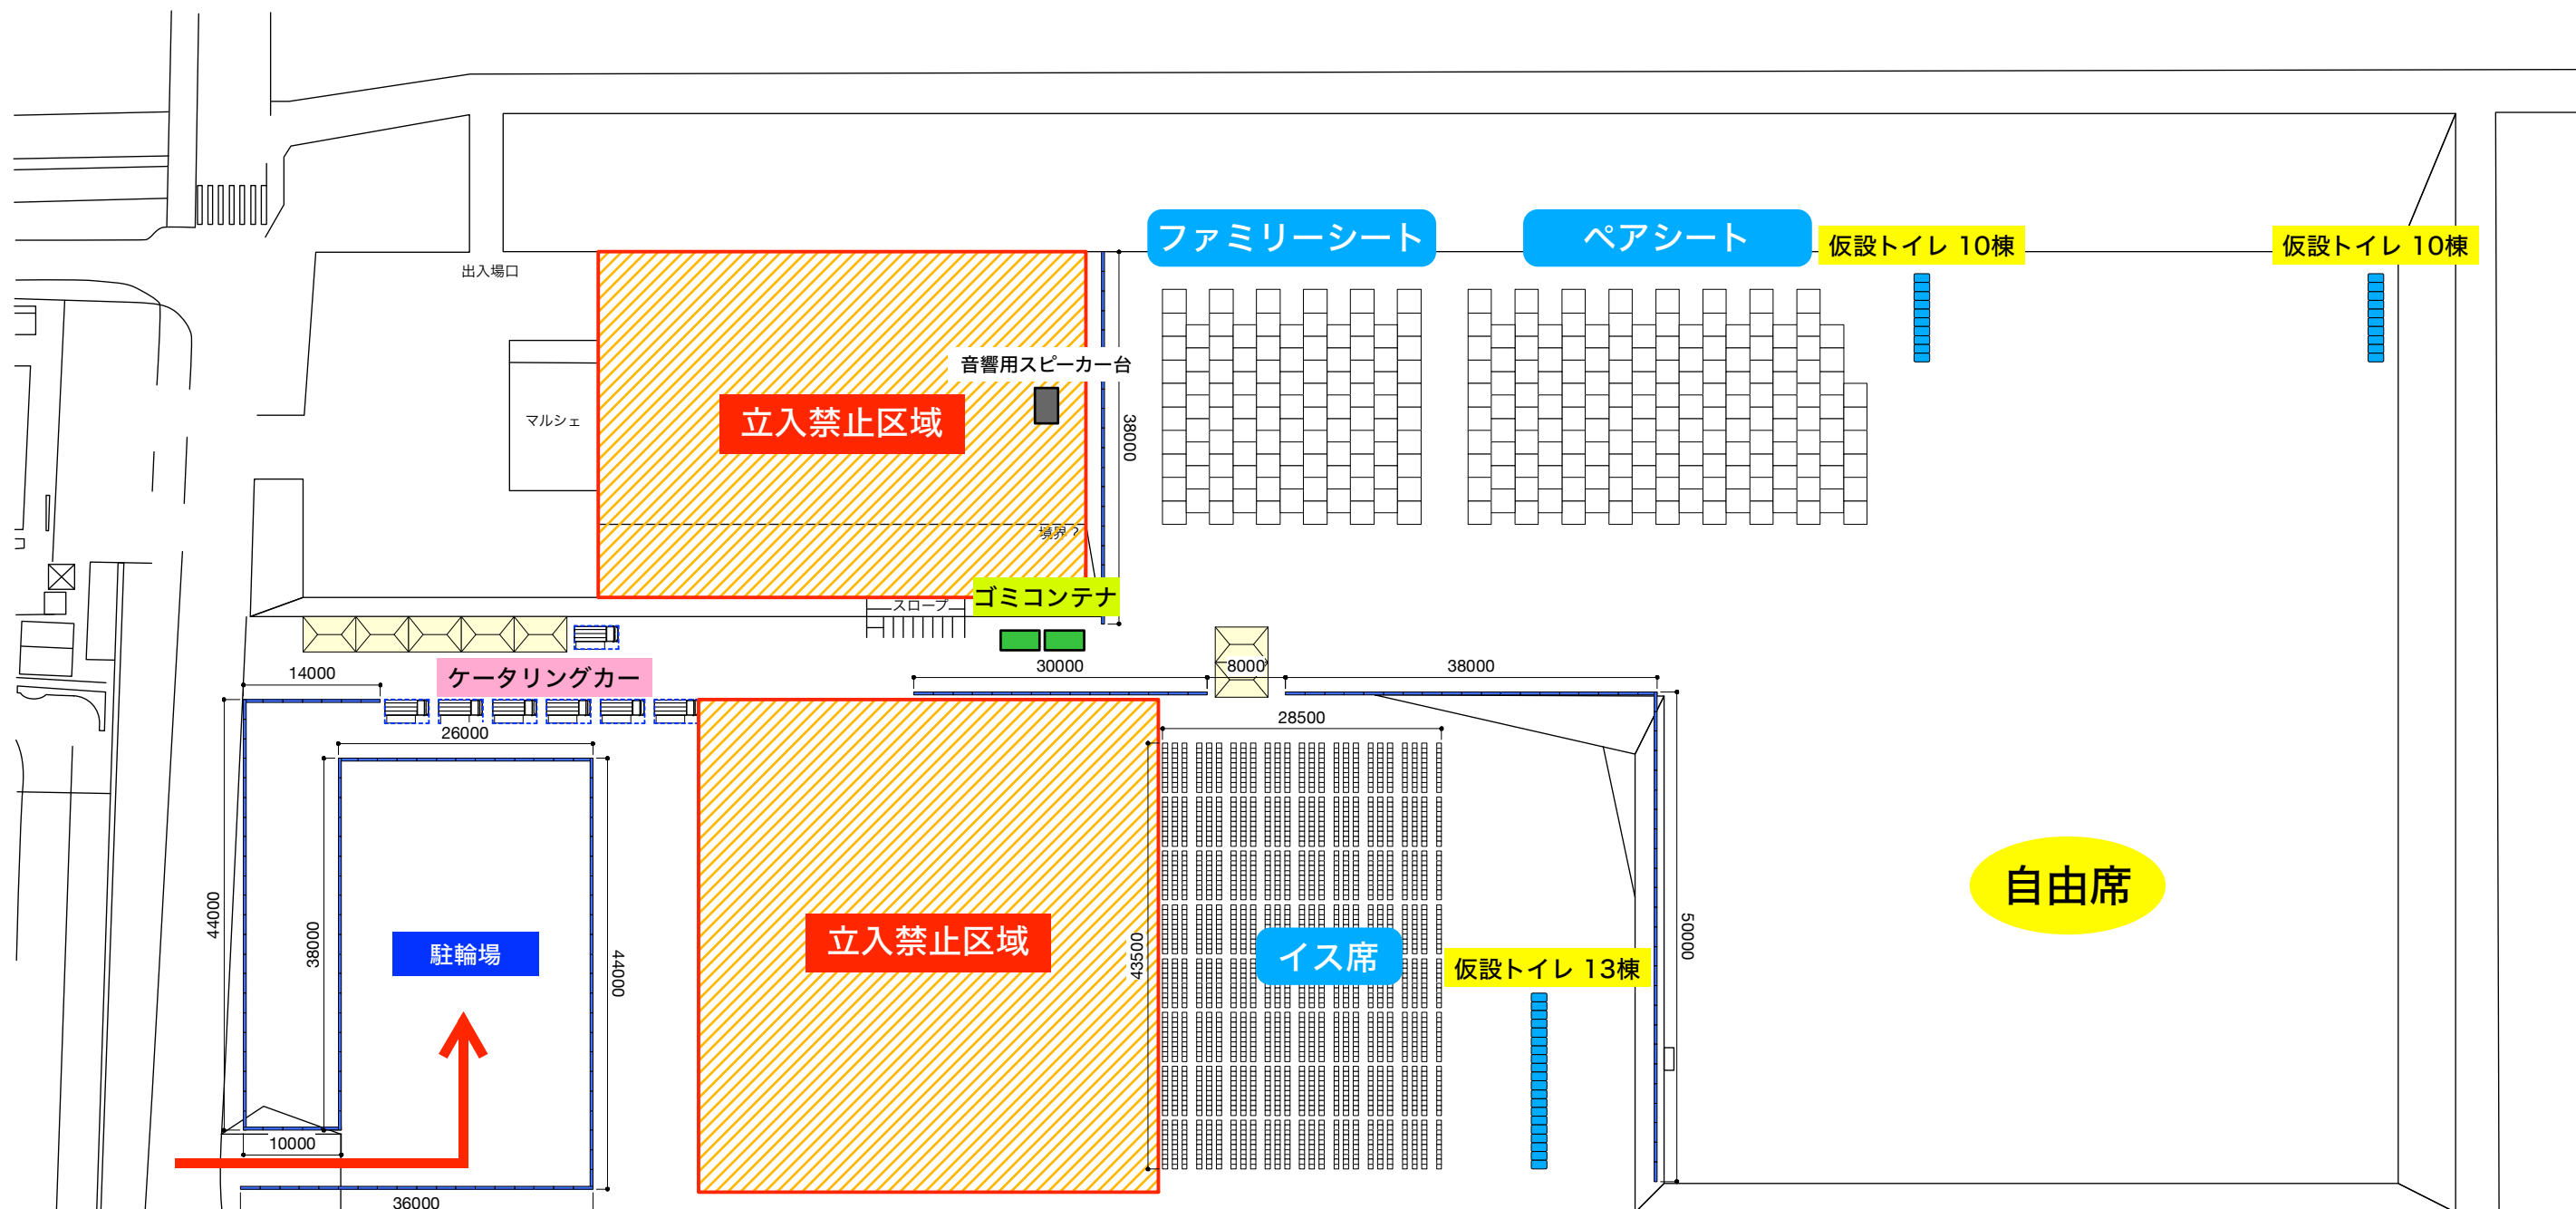 ファミリーシート
ペアシート
仮設トイレ 10棟
仮設トイレ 10棟
出入場口
音響用スピーカー台
立入禁止区域
マルシェ
38000
境界？
ゴミコンテナ
スロープ
14000
ケータリングカー
30000
8000
38000
26000
28500
44000
38000
駐輪場
44000
立入禁止区域
43500
イス席
仮設トイレ 13棟
50000
自由席
10000
36000